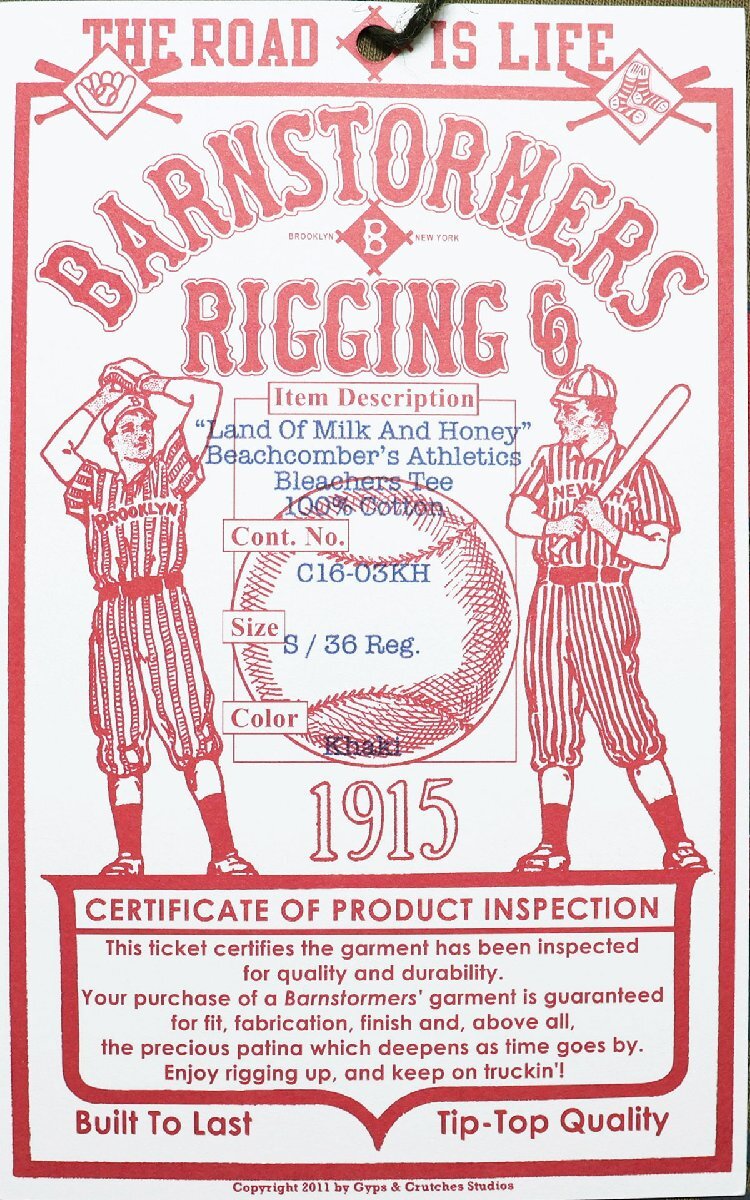 THE ROAD IS LIFE
BARNSTORMERS
BROOKLYN B NEW YORK
RIGGING CO
Item Description
"Land Of Milk And Honey"
Beachcomber's Athletics
Bleachers Tee
100% Cotton
Cont. No.
C16-03KH
Size
S / 36 Reg.
Color
Khaki
B
BROOKLYN
NEW YORK
1915
CERTIFICATE OF PRODUCT INSPECTION
This ticket certifies the garment has been inspected
for quality and durability.
Your purchase of a Barnstormers' garment is guaranteed
for fit, fabrication, finish and, above all,
the precious patina which deepens as time goes by.
Enjoy rigging up, and keep on truckin'!
Built To Last Tip-Top Quality
Copyright 2011 by Gyps & Crutches Studios